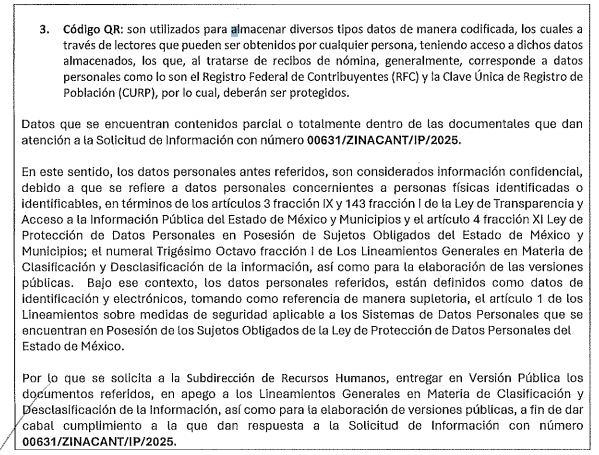 3. Código QR: son utilizados para almacenar diversos tipos datos de manera codificada, los cuales a
través de lectores que pueden ser obtenidos por cualquier persona, teniendo acceso a dichos datos
almacenados, los que, al tratarse de recibos de nómina, generalmente, corresponde a datos
personales como lo son el Registro Federal de Contribuyentes (RFC) y la Clave Única de Registro de
Población (CURP), por lo cual, deberán ser protegidos.
Datos que se encuentran contenidos parcial o totalmente dentro de las documentales que dan
atención a la Solicitud de Información con número 00631/ZINACANT/IP/2025.
En este sentido, los datos personales antes referidos, son considerados información confidencial,
debido a que se refiere a datos personales concernientes a personas físicas identificadas o
identificables, en términos de los artículos 3 fracción IX y 143 fracción I de la Ley de Transparencia y
Acceso a la Información Pública del Estado de México y Municipios y el artículo 4 fracción XI Ley de
Protección de Datos Personales en Posesión de Sujetos Obligados del Estado de México y
Municipios; el numeral Trigésimo Octavo fracción I de Los Lineamientos Generales en Materia de
Clasificación y Desclasificación de la información, así como para la elaboración de las versiones
públicas. Bajo ese contexto, los datos personales referidos, están definidos como datos de
identificación y electrónicos, tomando como referencia de manera supletoria, el artículo 1 de los
Lineamientos sobre medidas de seguridad aplicable a los Sistemas de Datos Personales que se
encuentran en Posesión de los Sujetos Obligados de la Ley de Protección de Datos Personales del
Estado de México.
Por lo que se solicita a la Subdirección de Recursos Humanos, entregar en Versión Pública los
documentos referidos, en apego a los Lineamientos Generales en Materia de Clasificación y
Desclasificación de la Información, así como para la elaboración de versiones públicas, a fin de dar
cabal cumplimiento a la que dan respuesta a la Solicitud de Información con número
00631/ZINACANT/IP/2025.